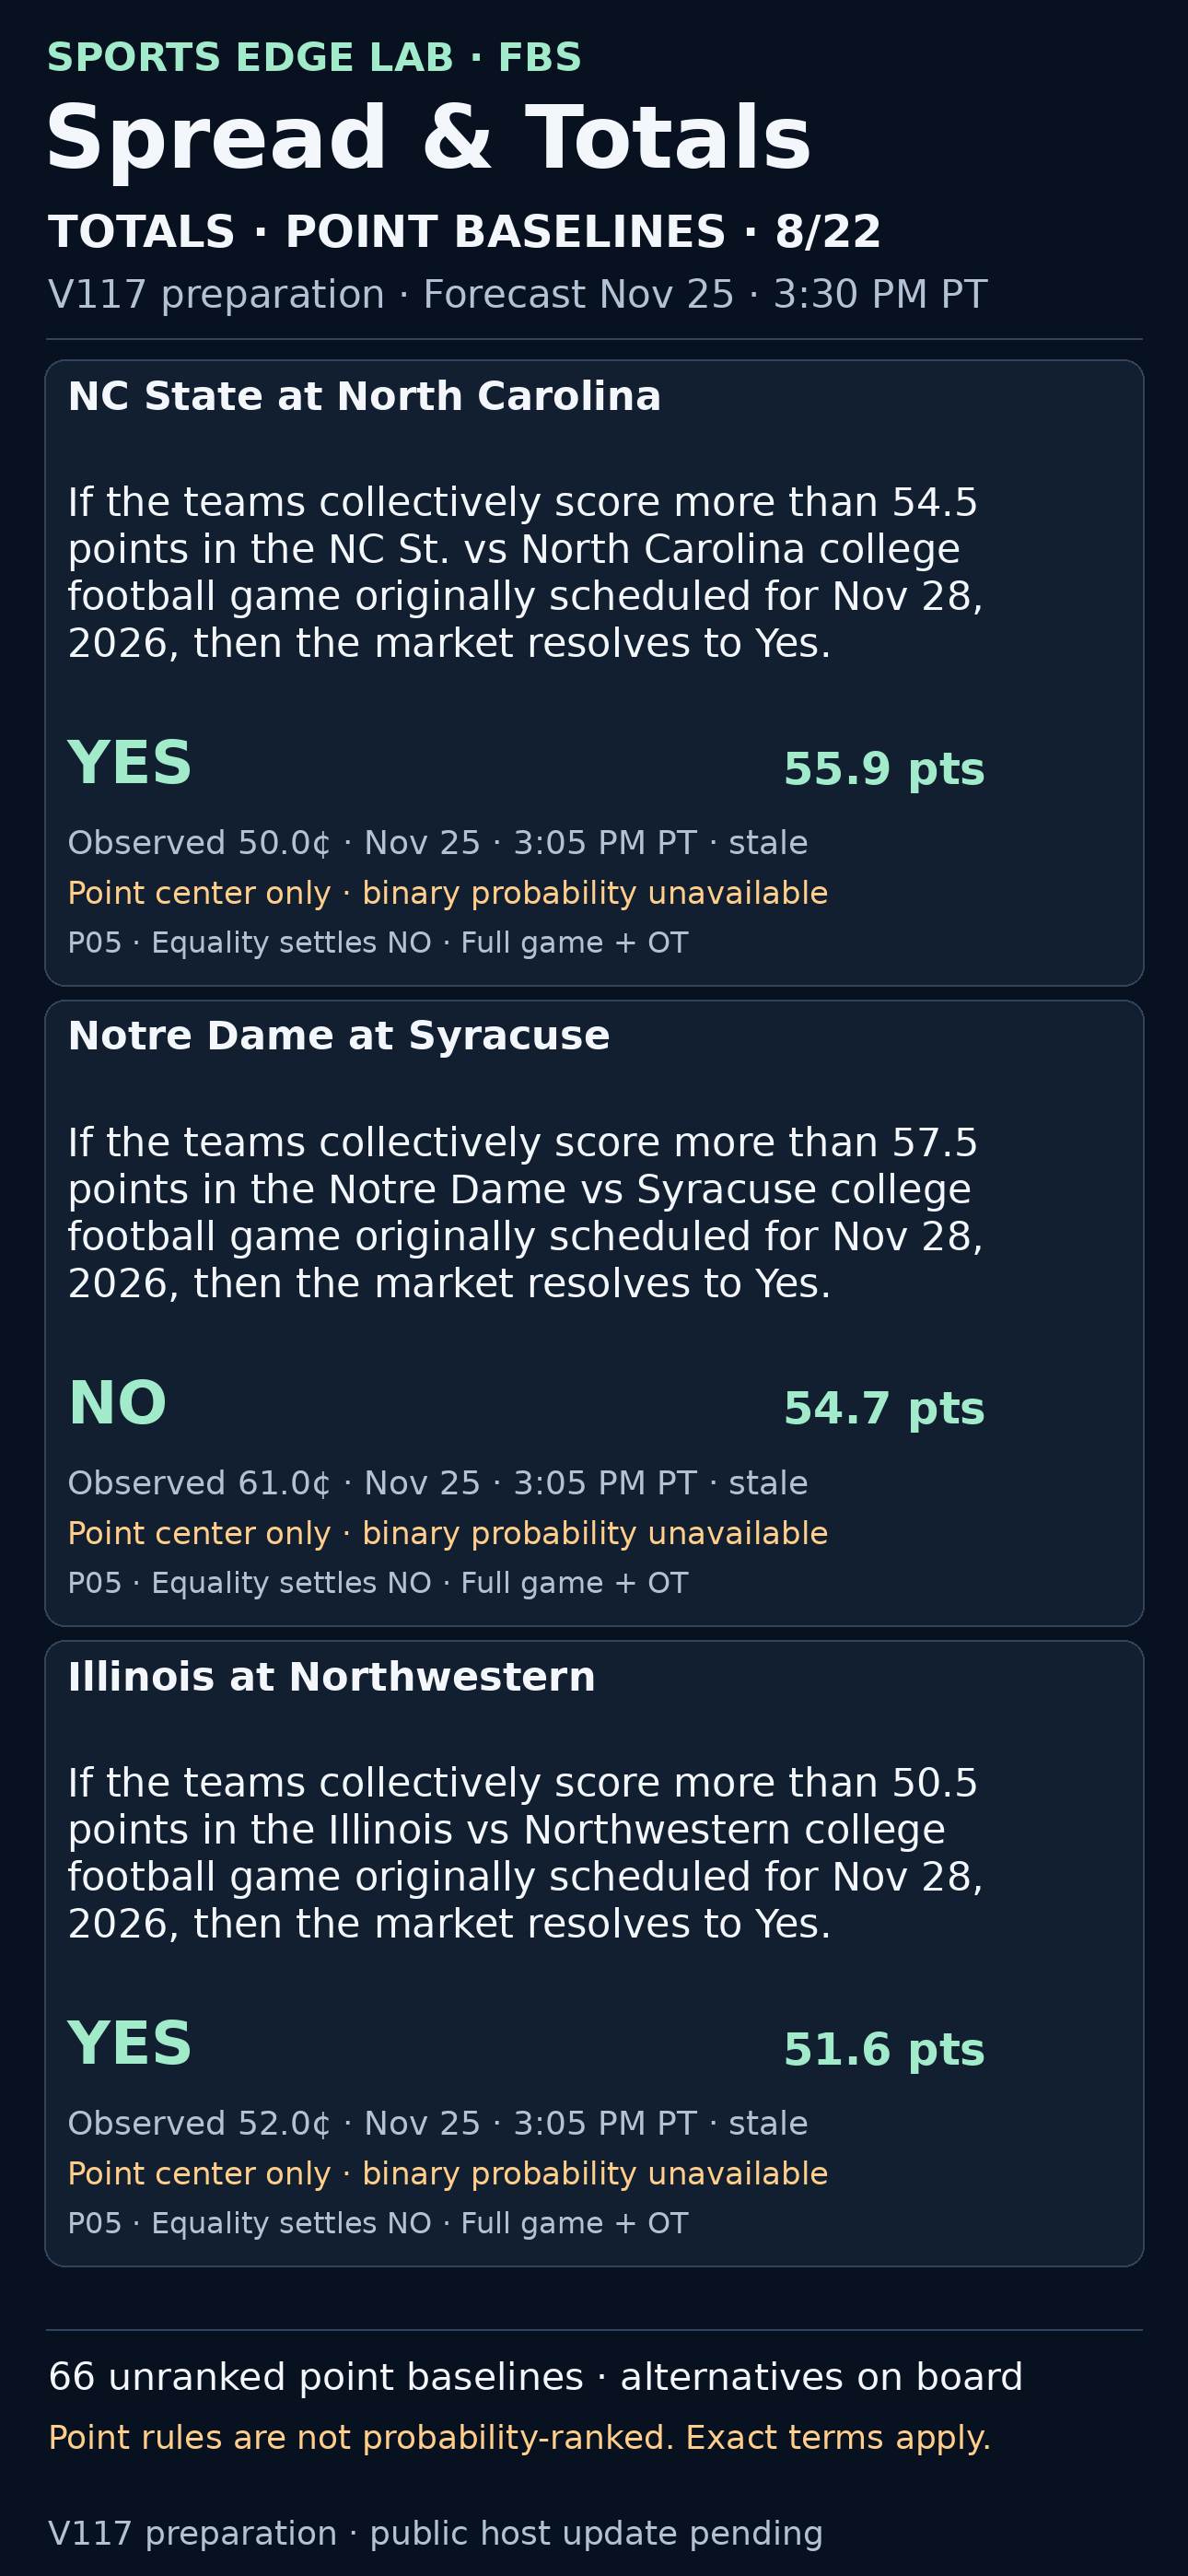 SPORTS EDGE LAB · FBS
Spread & Totals
TOTALS · POINT BASELINES · 8/22
V117 preparation · Forecast Nov 25 · 3:30 PM PT
NC State at North Carolina
If the teams collectively score more than 54.5
points in the NC St. vs North Carolina college
football game originally scheduled for Nov 28,
2026, then the market resolves to Yes.
YES 55.9 pts
Observed 50.0¢ · Nov 25 · 3:05 PM PT · stale
Point center only · binary probability unavailable
P05 · Equality settles NO · Full game + OT
Notre Dame at Syracuse
If the teams collectively score more than 57.5
points in the Notre Dame vs Syracuse college
football game originally scheduled for Nov 28,
2026, then the market resolves to Yes.
NO 54.7 pts
Observed 61.0¢ · Nov 25 · 3:05 PM PT · stale
Point center only · binary probability unavailable
P05 · Equality settles NO · Full game + OT
Illinois at Northwestern
If the teams collectively score more than 50.5
points in the Illinois vs Northwestern college
football game originally scheduled for Nov 28,
2026, then the market resolves to Yes.
YES 51.6 pts
Observed 52.0¢ · Nov 25 · 3:05 PM PT · stale
Point center only · binary probability unavailable
P05 · Equality settles NO · Full game + OT
66 unranked point baselines · alternatives on board
Point rules are not probability-ranked. Exact terms apply.
V117 preparation · public host update pending